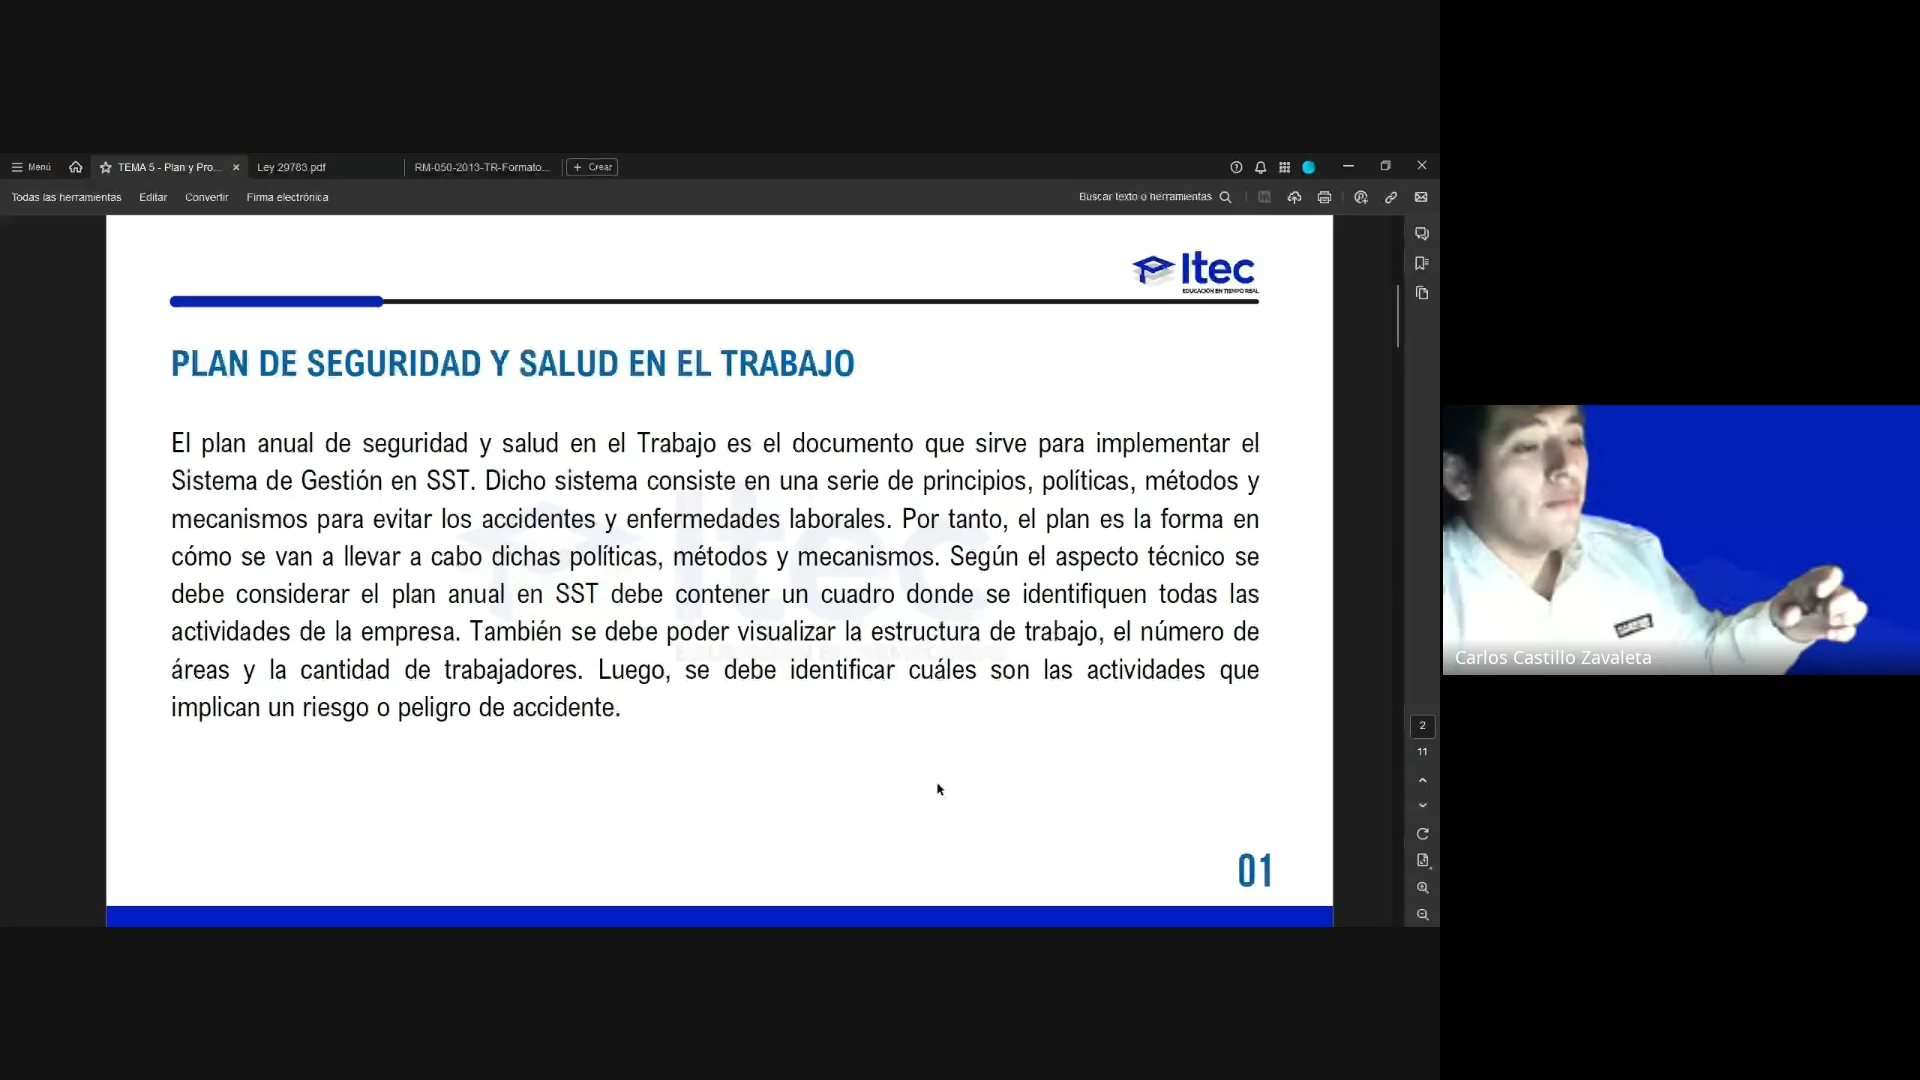 Menú
TEMA 5 - Plan y Pro...
Ley 29783.pdf
RM-050-2013-TR-Formato...
+ Crear
Todas las herramientas
Editar
Convertir
Firma electrónica
Buscar texto o herramientas
Itec
EDUCACIÓN EN TIEMPO REAL
PLAN DE SEGURIDAD Y SALUD EN EL TRABAJO
El plan anual de seguridad y salud en el Trabajo es el documento que sirve para implementar el
Sistema de Gestión en SST. Dicho sistema consiste en una serie de principios, políticas, métodos y
mecanismos para evitar los accidentes y enfermedades laborales. Por tanto, el plan es la forma en
cómo se van a llevar a cabo dichas políticas, métodos y mecanismos. Según el aspecto técnico se
debe considerar el plan anual en SST debe contener un cuadro donde se identifiquen todas las
actividades de la empresa. También se debe poder visualizar la estructura de trabajo, el número de
áreas y la cantidad de trabajadores. Luego, se debe identificar cuáles son las actividades que
implican un riesgo o peligro de accidente.
01
2
11
Carlos Castillo Zavaleta